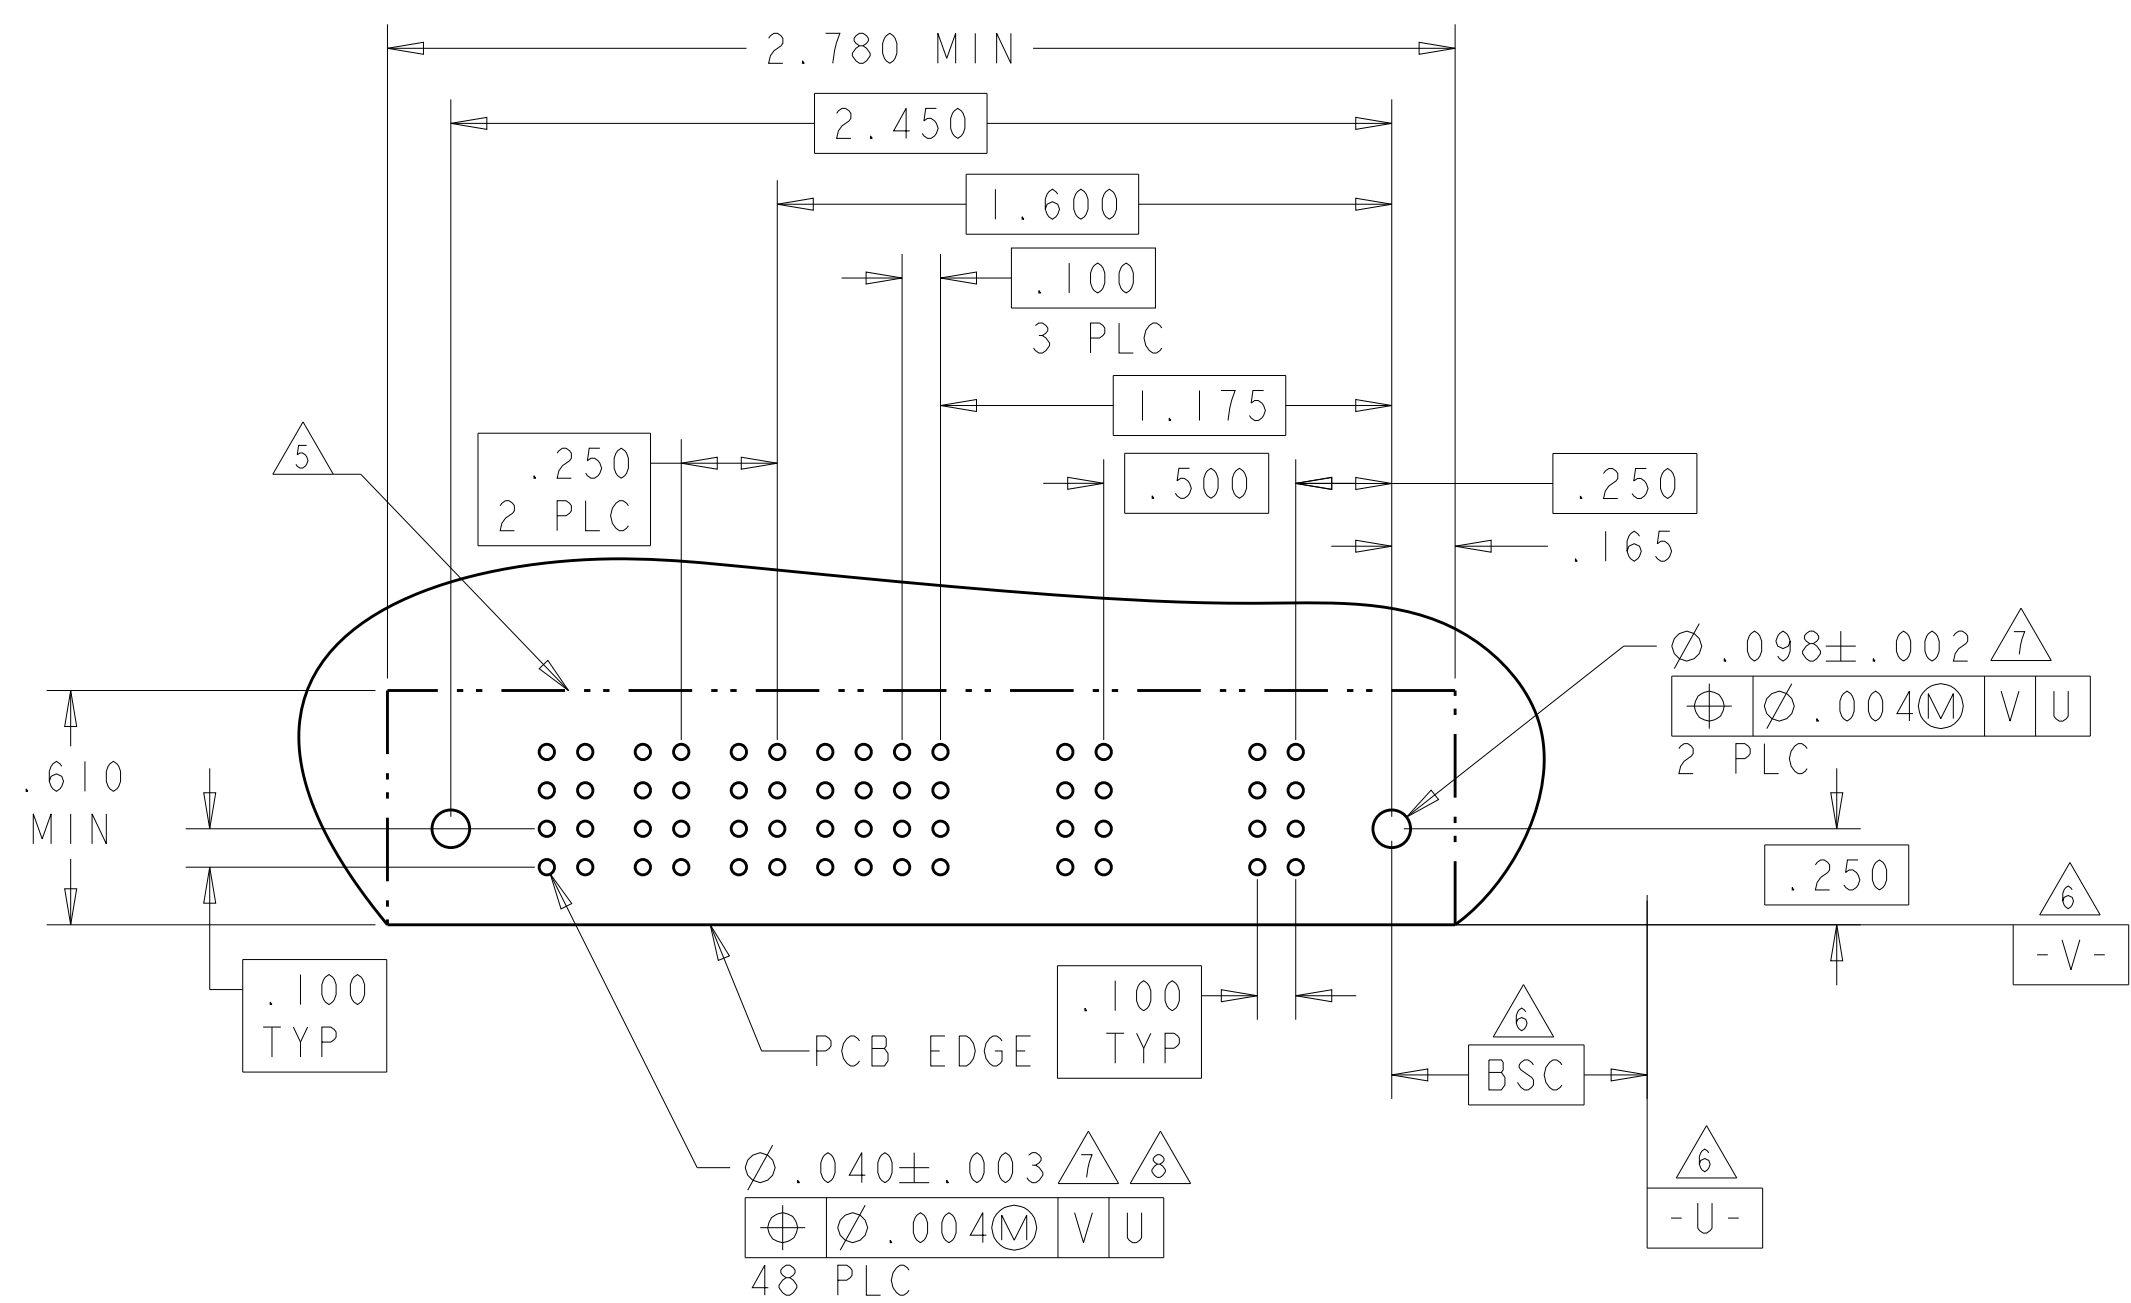 2.780 MIN
2.450
1.600
.100
3 PLC
1.175
5
.250
2 PLC
.500
.250
.165
Ø.098±.002 7
⌖ Ø.004Ⓜ V U
2 PLC
.610
MIN
.250
6
-V-
.100
TYP
.100
TYP
PCB EDGE
6
BSC
Ø.040±.003 7 8
⌖ Ø.004Ⓜ V U
48 PLC
6
-U-